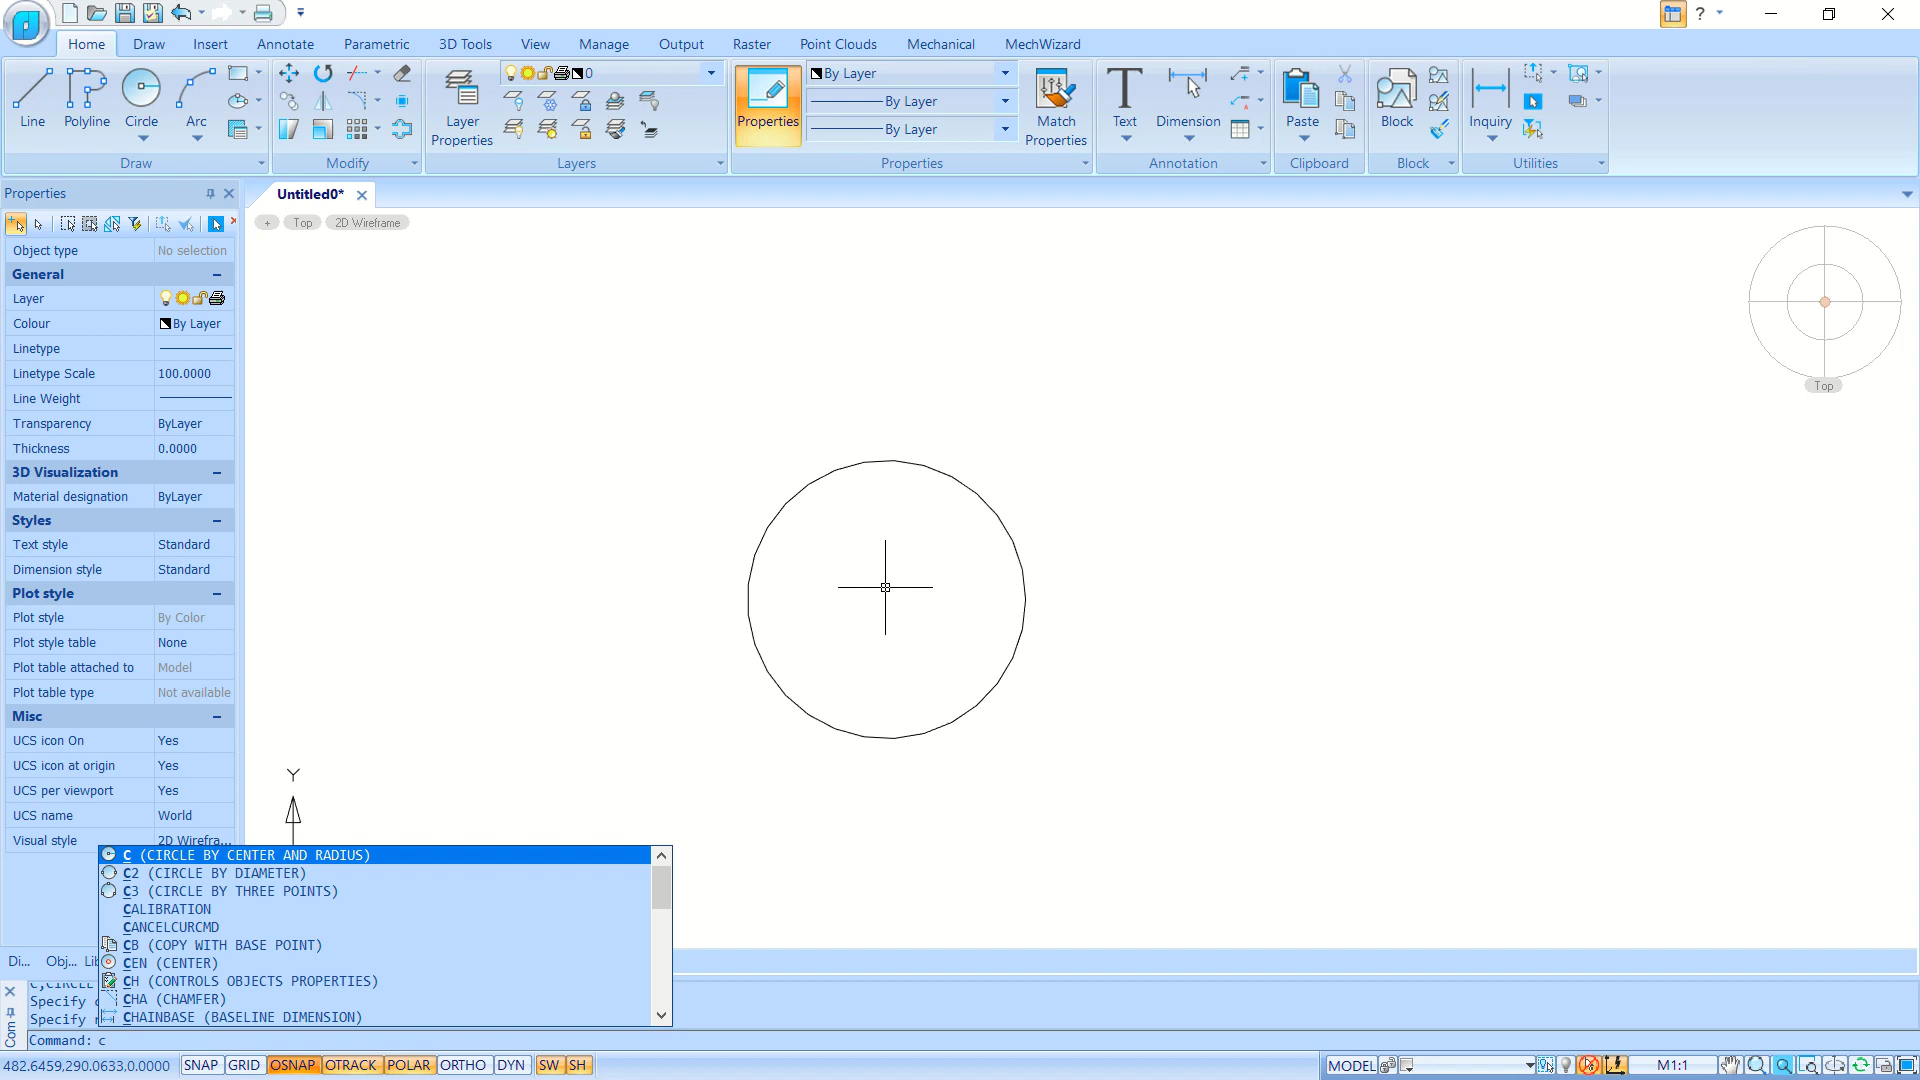 Home Draw Insert Annotate Parametric 3D Tools View Manage Output Raster Point Clouds Mechanical MechWizard
0
By Layer
By Layer
By Layer
Line Polyline Circle Arc
Layer Properties
Properties
Match Properties
Text Dimension
Paste
Block
Inquiry
Draw Modify Layers Properties Annotation Clipboard Block Utilities
Properties
Untitled0*
+ Top 2D Wireframe
Object type No selection
General
Layer
Colour By Layer
Linetype
Linetype Scale 100.0000
Line Weight
Transparency ByLayer
Thickness 0.0000
3D Visualization
Material designation ByLayer
Styles
Text style Standard
Dimension style Standard
Plot style
Plot style By Color
Plot style table None
Plot table attached to Model
Plot table type Not available
Misc
UCS icon On Yes
UCS icon at origin Yes
UCS per viewport Yes
UCS name World
Visual style 2D Wirefra...
Top
Y
C (CIRCLE BY CENTER AND RADIUS)
C2 (CIRCLE BY DIAMETER)
C3 (CIRCLE BY THREE POINTS)
CALIBRATION
CANCELCURCMD
CB (COPY WITH BASE POINT)
CEN (CENTER)
CH (CONTROLS OBJECTS PROPERTIES)
CHA (CHAMFER)
CHAINBASE (BASELINE DIMENSION)
Di... Obj... Lib
C,CIRCLE
Specify
Specify
Com
Command: c
482.6459,290.0633,0.0000 SNAP GRID OSNAP OTRACK POLAR ORTHO DYN SW SH MODEL M1:1